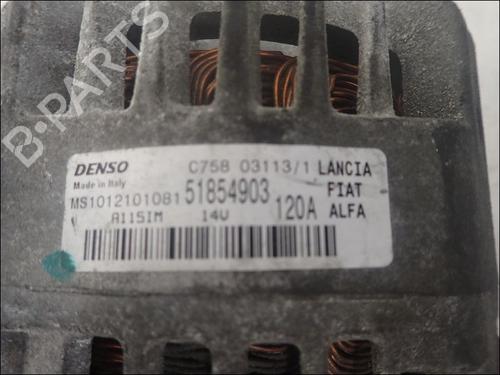 B-PARTS
DENSO C758 03113/1 LANCIA
Made in Italy FIAT
MS1012101081 51854903 120A ALFA
A115IM 14V